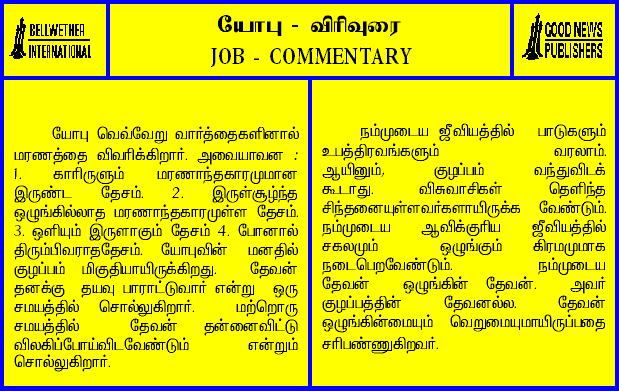 BELLWETHER
INTERNATIONAL
யோபு - விரிவுரை
JOB - COMMENTARY
GOOD NEWS
PUBLISHERS
யோபு வெவ்வேறு வார்த்தைகளினால்
மரணத்தை விவரிக்கிறார். அவையாவன :
1. காரிருளும் மரணாந்தகாரமுமான
இருண்ட தேசம். 2. இருள்சூழ்ந்த
ஒழுங்கில்லாத மரணாந்தகாரமுள்ள தேசம்.
3. ஒளியும் இருளாகும் தேசம் 4. போனால்
திரும்பிவராததேசம். யோபுவின் மனதில்
குழப்பம் மிகுதியாயிருக்கிறது. தேவன்
தனக்கு தயவு பாராட்டுவார் என்று ஒரு
சமயத்தில் சொல்லுகிறார். மற்றொரு
சமயத்தில் தேவன் தன்னைவிட்டு
விலகிப்போய்விடவேண்டும் என்றும்
சொல்லுகிறார்.
நம்முடைய ஜீவியத்தில் பாடுகளும்
உபத்திரவங்களும் வரலாம்.
ஆயினும், குழப்பம் வந்துவிடக்
கூடாது. விசுவாசிகள் தெளிந்த
சிந்தனையுள்ளவர்களாயிருக்க வேண்டும்.
நம்முடைய ஆவிக்குரிய ஜீவியத்தில்
சகலமும் ஒழுங்கும் கிரமமுமாக
நடைபெறவேண்டும். நம்முடைய
தேவன் ஒழுங்கின் தேவன். அவர்
குழப்பத்தின் தேவனல்ல. தேவன்
ஒழுங்கின்மையும் வெறுமையுமாயிருப்பதை
சரிபண்ணுகிறவர்.